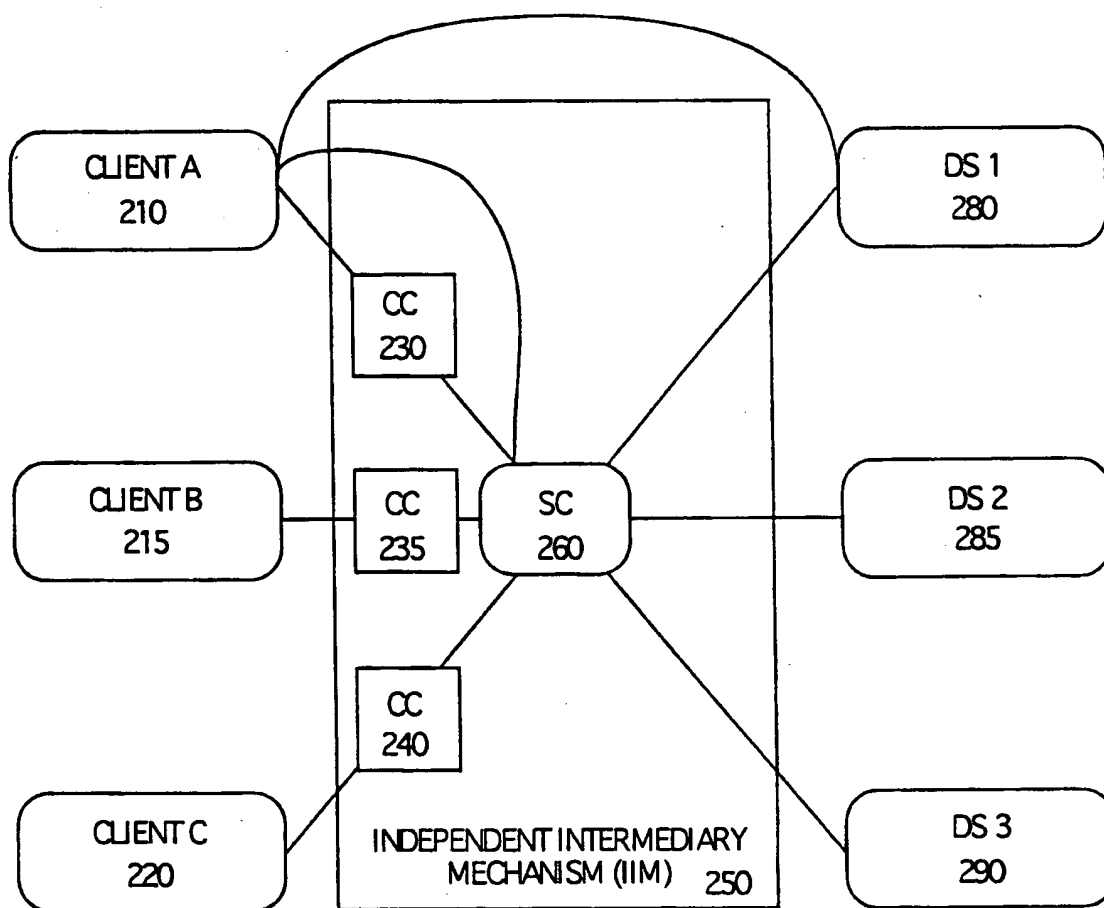 CLIENT A
210
DS 1
280
CC
230
CLIENT B
215
CC
235
SC
260
DS 2
285
CC
240
CLIENT C
220
INDEPENDENT INTERMEDIARY
MECHANISM (IIM) 250
DS 3
290